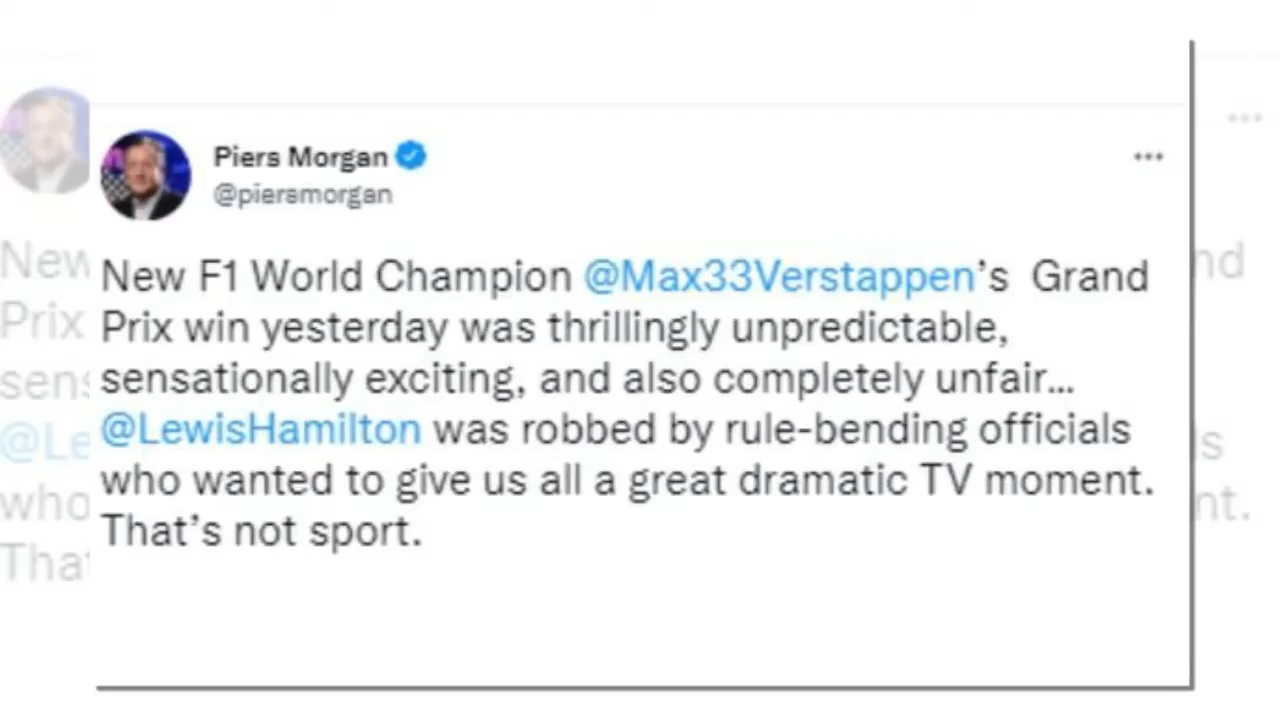 Piers Morgan
@piersmorgan
New F1 World Champion @Max33Verstappen's Grand
Prix win yesterday was thrillingly unpredictable,
sensationally exciting, and also completely unfair...
@LewisHamilton was robbed by rule-bending officials
who wanted to give us all a great dramatic TV moment.
That's not sport.